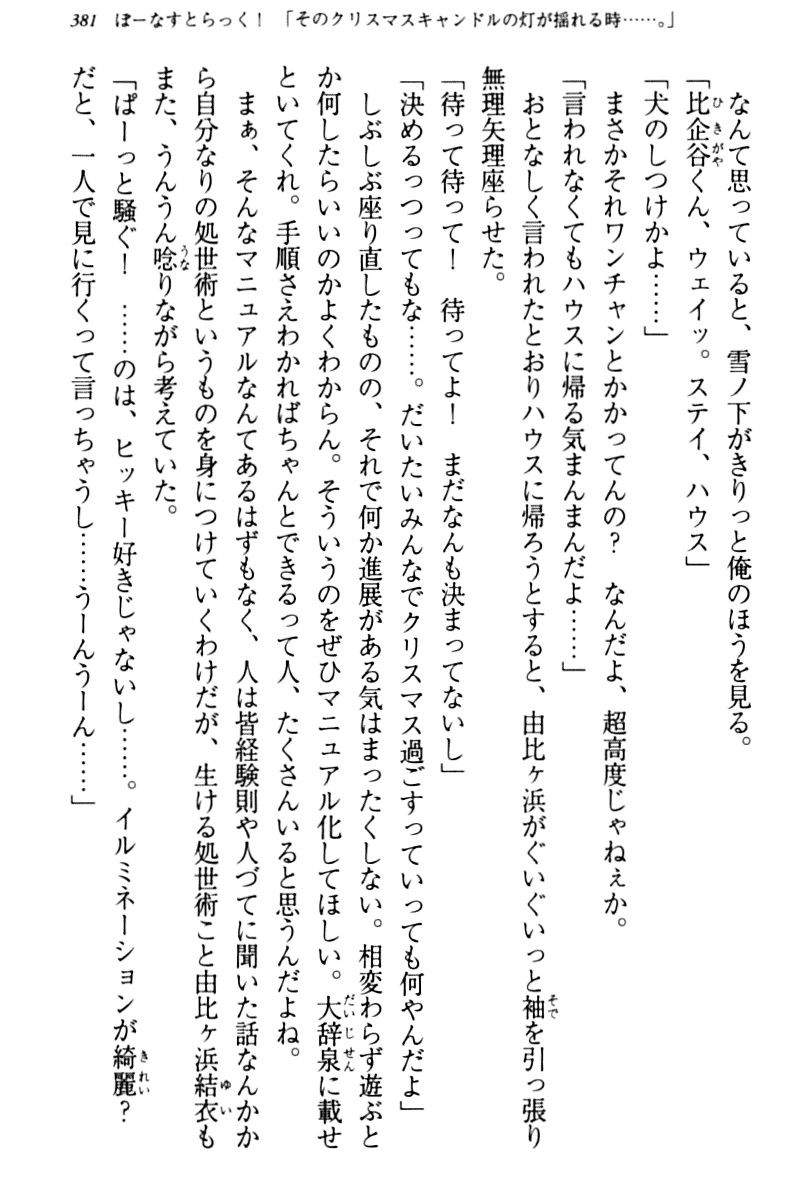 381 ぼーなすとらっく！ 「そのクリスマスキャンドルの灯が揺れる時……。」
　なんて思っていると、雪ノ下がきりっと俺のほうを見る。
「比企谷くん、ウェイッ。ステイ、ハウス」
「犬のしつけかよ……」
　まさかそれワンチャンとかかってんの？　なんだよ、超高度じゃねぇか。
「言われなくてもハウスに帰る気まんまんだよ……」
　おとなしく言われたとおりハウスに帰ろうとすると、由比ヶ浜がぐいぐいっと袖を引っ張り
無理矢理座らせた。
「待って待って！　待ってよ！　まだなんも決まってないし」
「決めるっつってもな……。だいたいみんなでクリスマス過ごすっていっても何やんだよ」
　しぶしぶ座り直したものの、それで何か進展がある気はまったくしない。相変わらず遊ぶと
か何したらいいのかよくわからん。そういうのをぜひマニュアル化してほしい。大辞泉に載せ
といてくれ。手順さえわかればちゃんとできるって人、たくさんいると思うんだよね。
　まぁ、そんなマニュアルなんてあるはずもなく、人は皆経験則や人づてに聞いた話なんかか
ら自分なりの処世術というものを身につけていくわけだが、生ける処世術こと由比ヶ浜結衣も
また、うんうん唸りながら考えていた。
「ぱーっと騒ぐ！　……のは、ヒッキー好きじゃないし……。イルミネーションが綺麗？
だと、一人で見に行くって言っちゃうし……うーんうーん……」